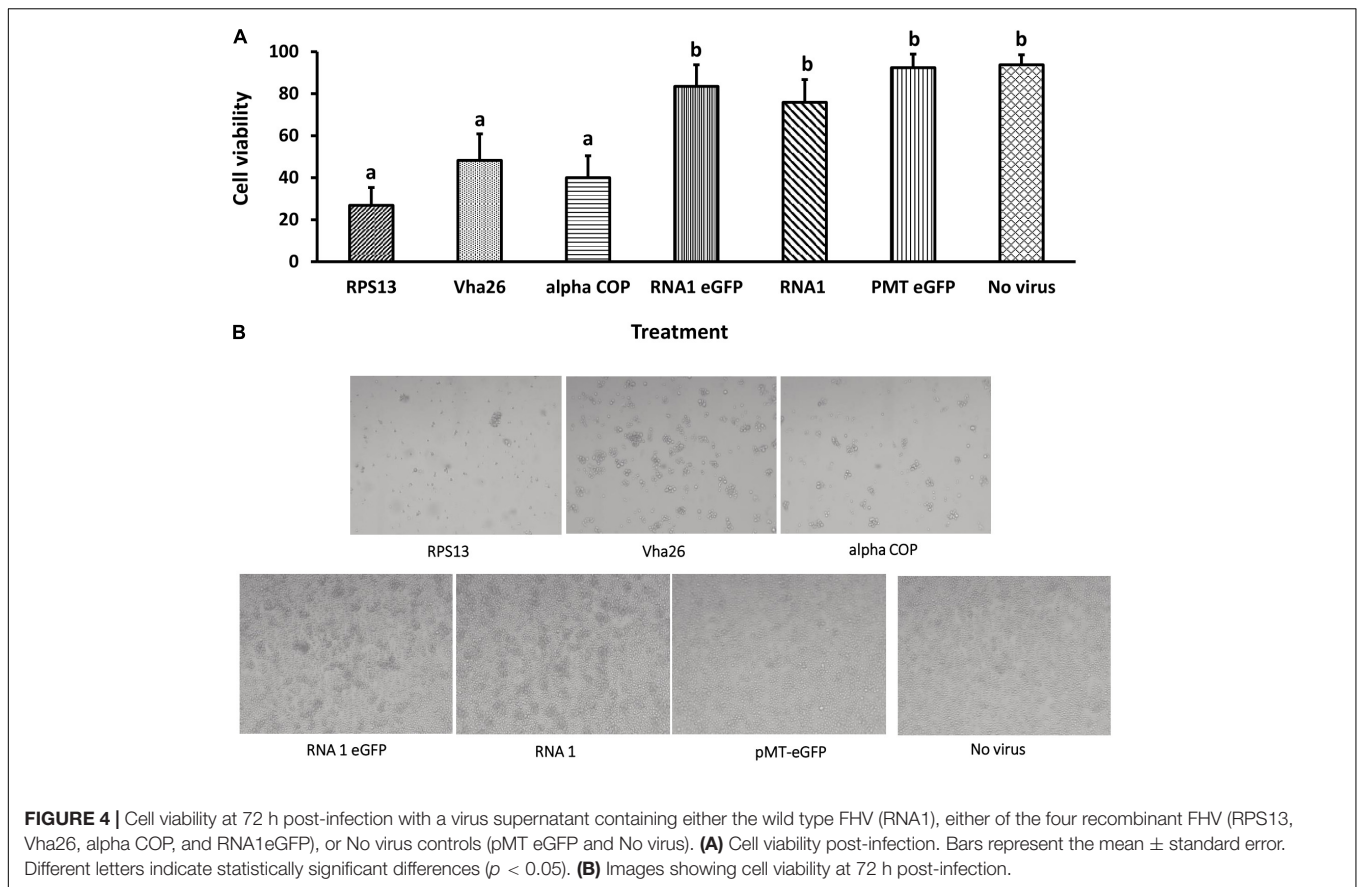 A
100
80
60
40
20
0
Cell viability
a
a
a
b
b
b
b
RPS13 Vha26 alpha COP RNA1 eGFP RNA1 PMT eGFP No virus
Treatment
B
RPS13 Vha26 alpha COP
RNA 1 eGFP RNA 1 pMT-eGFP No virus
FIGURE 4 | Cell viability at 72 h post-infection with a virus supernatant containing either the wild type FHV (RNA1), either of the four recombinant FHV (RPS13,
Vha26, alpha COP, and RNA1eGFP), or No virus controls (pMT eGFP and No virus). (A) Cell viability post-infection. Bars represent the mean ± standard error.
Different letters indicate statistically significant differences (p < 0.05). (B) Images showing cell viability at 72 h post-infection.